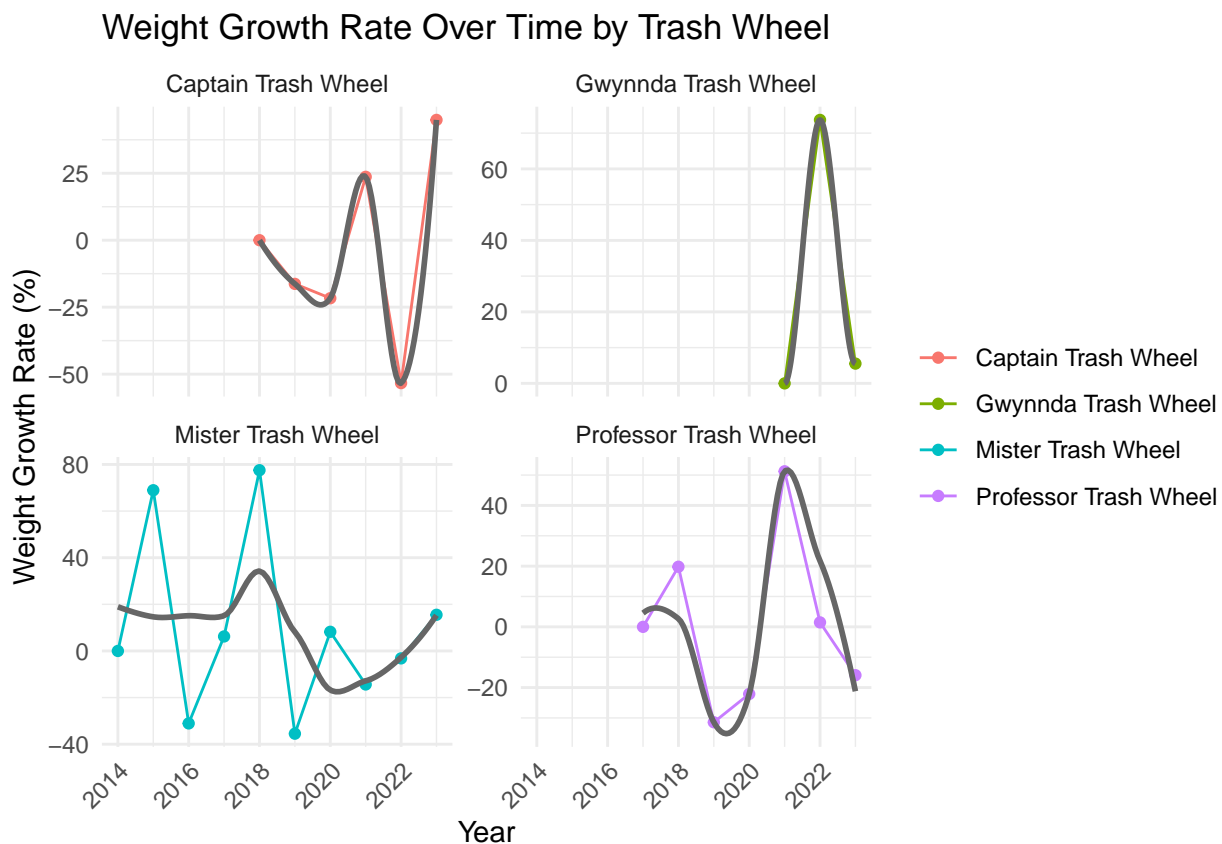 Weight Growth Rate Over Time by Trash Wheel
Captain Trash Wheel
Gwynnda Trash Wheel
25
0
−25
−50
60
40
20
0
Mister Trash Wheel
Professor Trash Wheel
80
40
0
−40
40
20
0
−20
2014
2016
2018
2020
2022
2014
2016
2018
2020
2022
Year
Weight Growth Rate (%)
Captain Trash Wheel
Gwynnda Trash Wheel
Mister Trash Wheel
Professor Trash Wheel